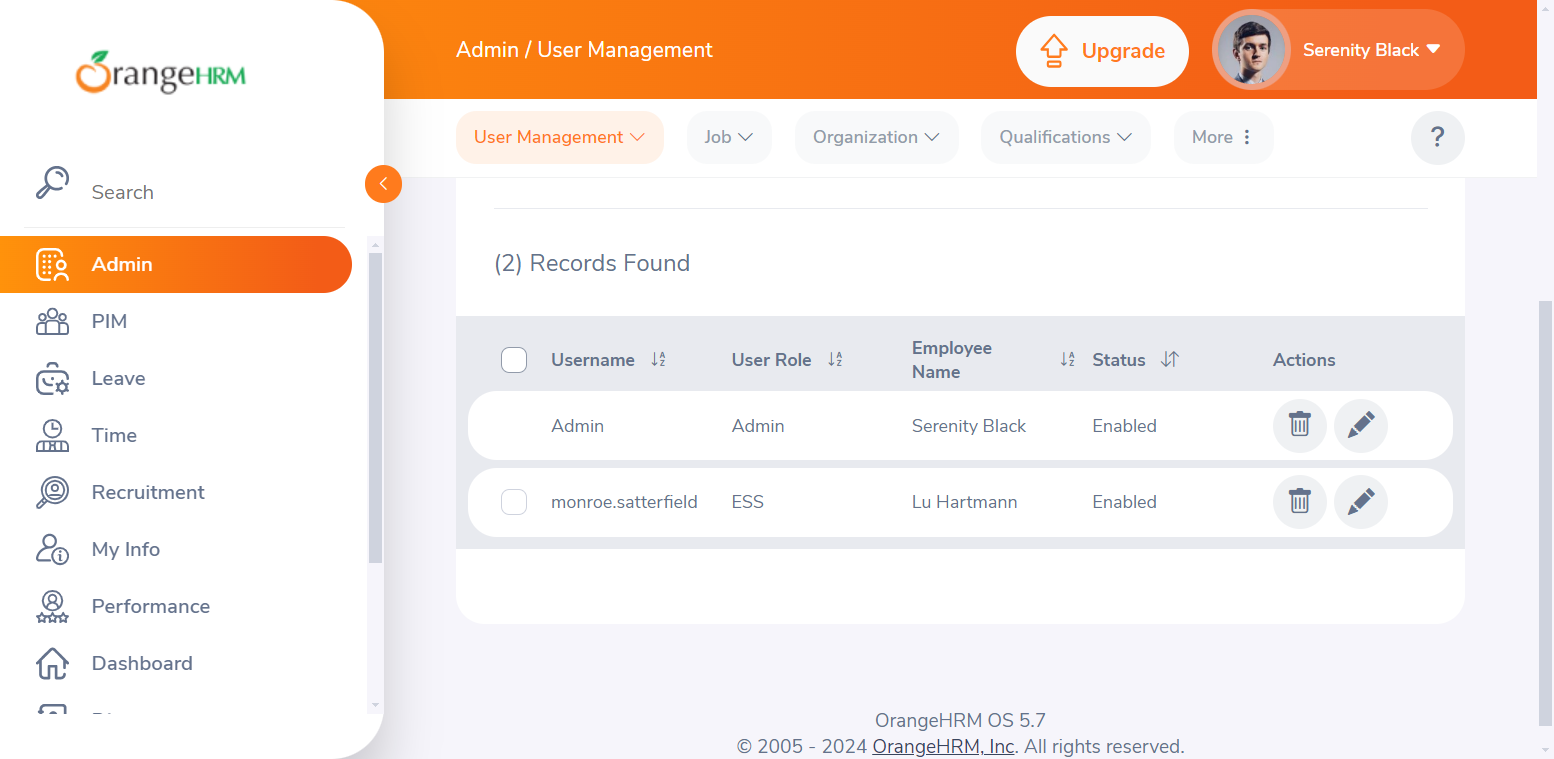 OrangeHRM
Admin / User Management
Upgrade
Serenity Black
User Management
Job
Organization
Qualifications
More
?
Search
Admin
PIM
Leave
Time
Recruitment
My Info
Performance
Dashboard
(2) Records Found
Username
User Role
Employee Name
Status
Actions
Admin Admin Serenity Black Enabled
monroe.satterfield ESS Lu Hartmann Enabled
OrangeHRM OS 5.7
© 2005 - 2024 OrangeHRM, Inc. All rights reserved.